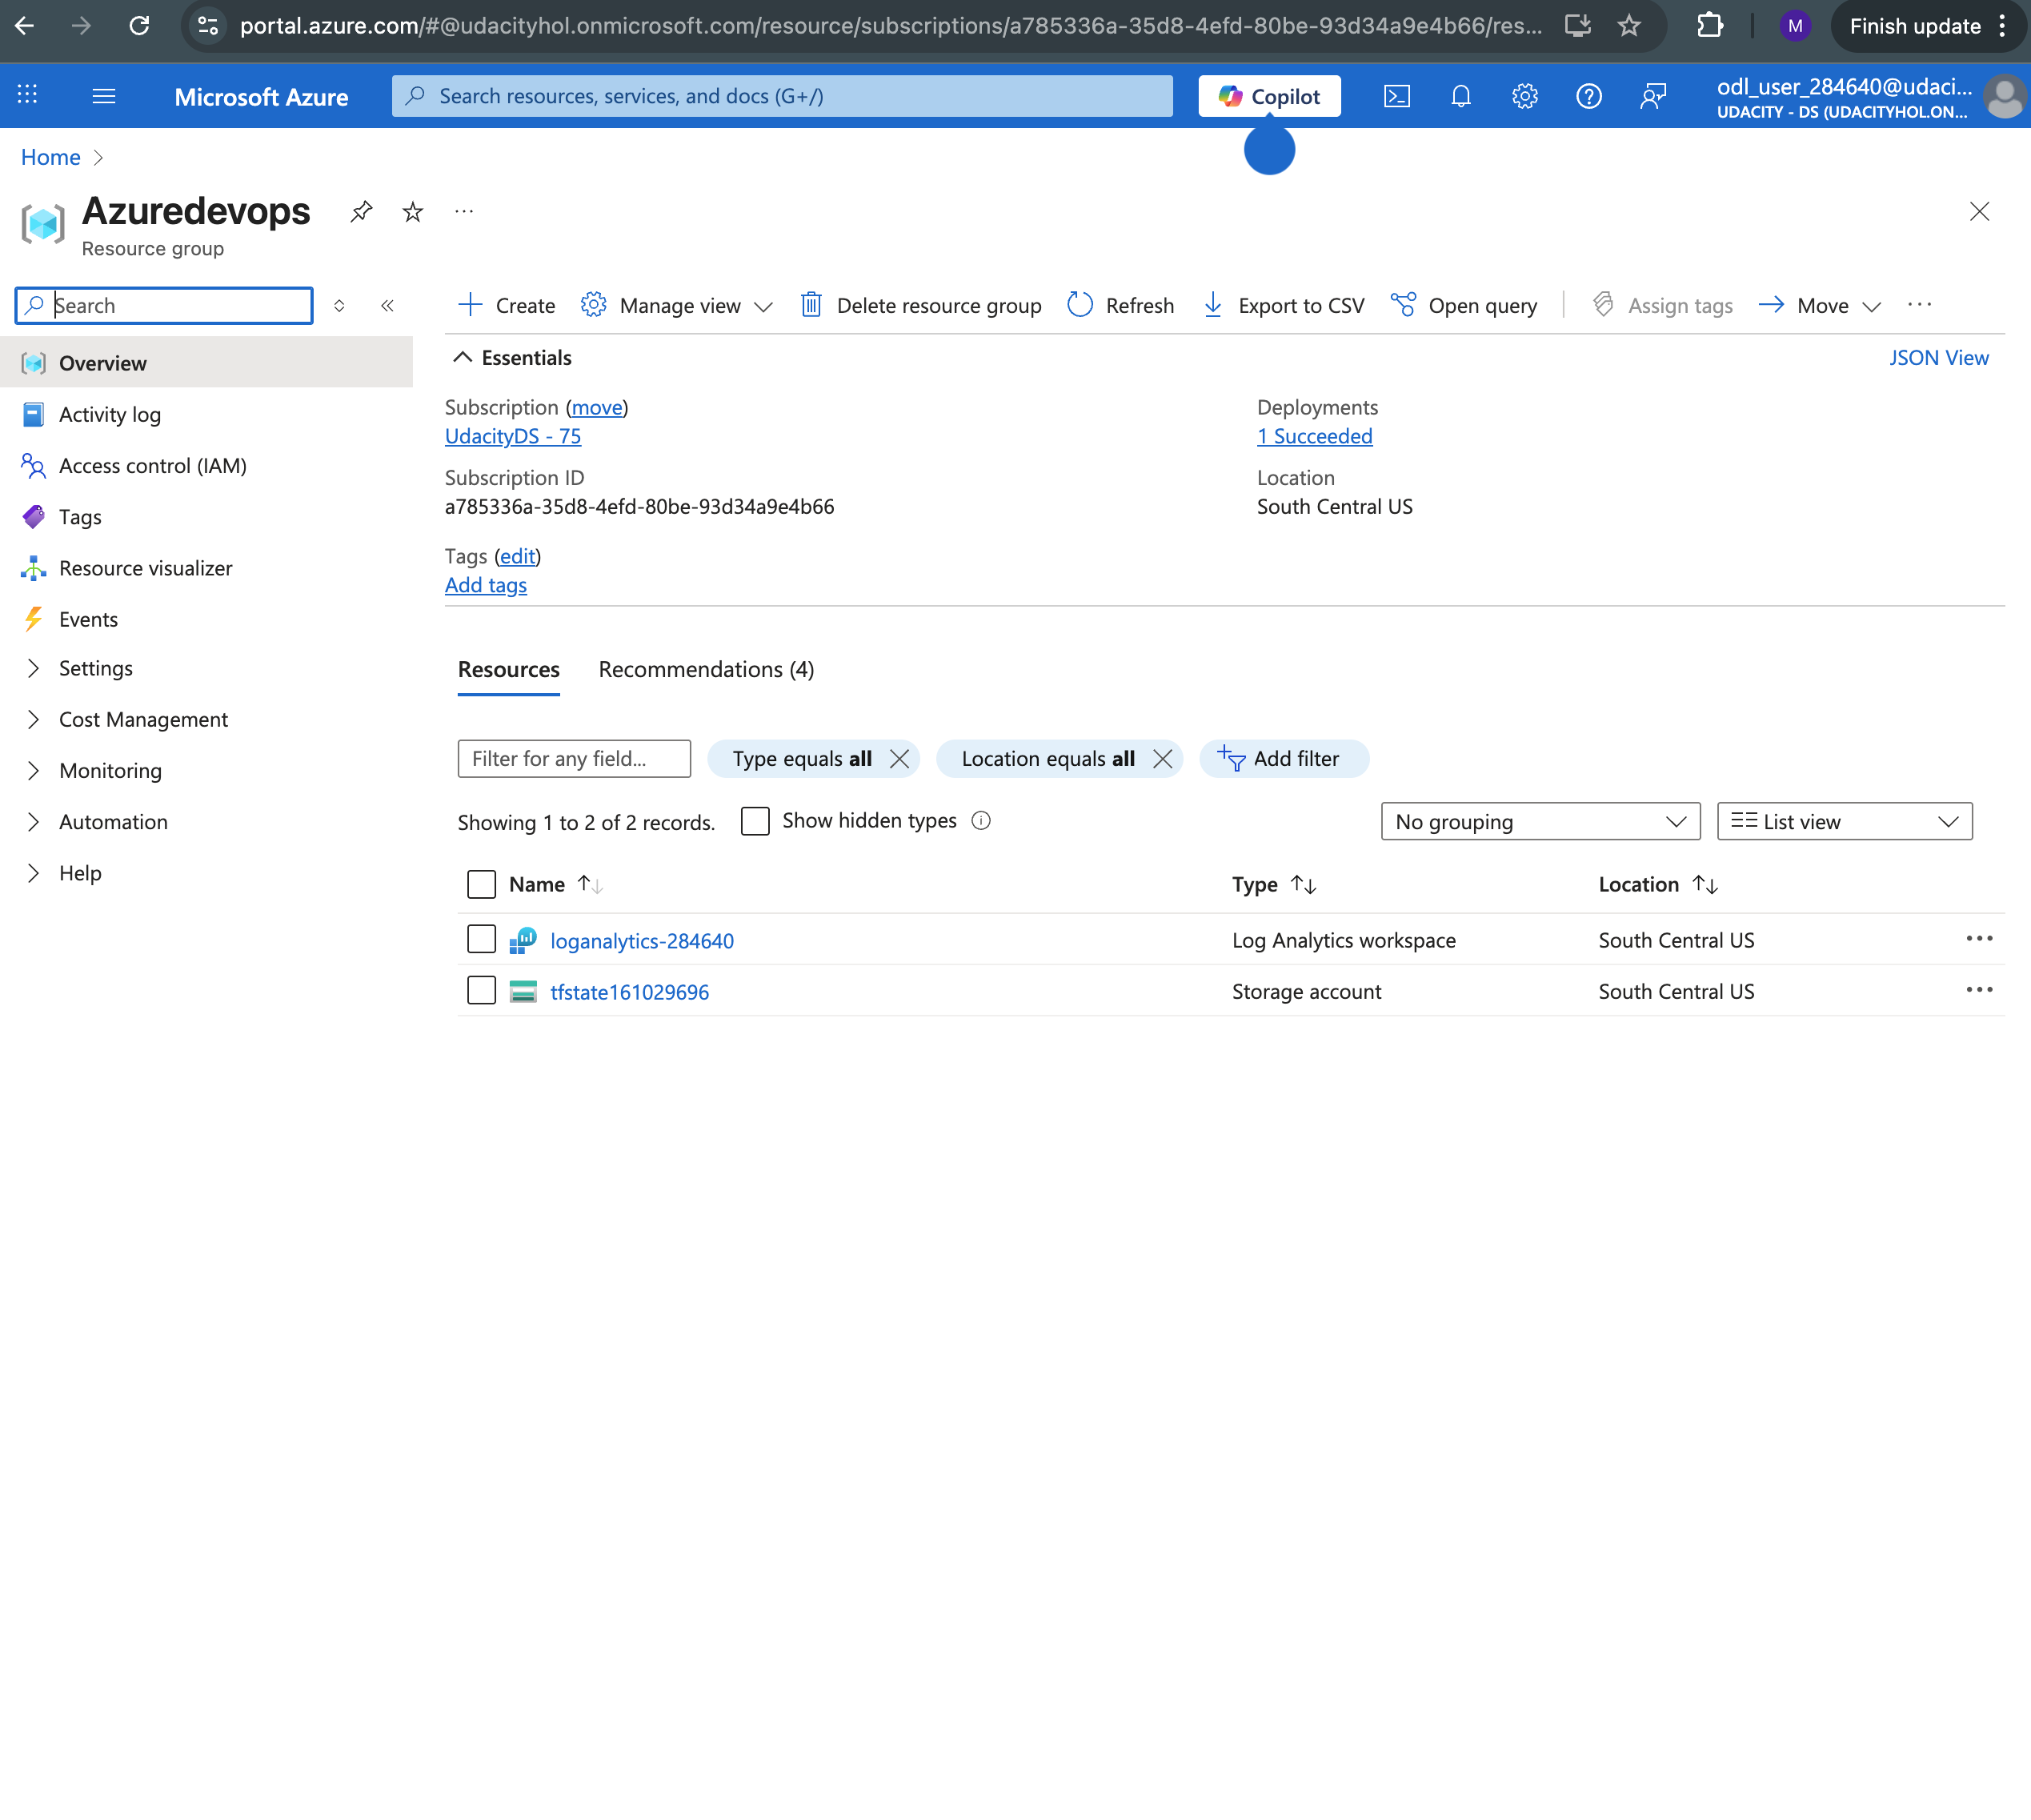 portal.azure.com/#@udacityhol.onmicrosoft.com/resource/subscriptions/a785336a-35d8-4efd-80be-93d34a9e4b66/res...
M
Finish update
Microsoft Azure
Search resources, services, and docs (G+/)
Copilot
odl_user_284640@udaci...
UDACITY - DS (UDACITYHOL.ON...
Home
Azuredevops
Resource group
Search
Create
Manage view
Delete resource group
Refresh
Export to CSV
Open query
Assign tags
Move
Overview
Activity log
Access control (IAM)
Tags
Resource visualizer
Events
Settings
Cost Management
Monitoring
Automation
Help
Essentials
JSON View
Subscription (move)
UdacityDS - 75
Subscription ID
a785336a-35d8-4efd-80be-93d34a9e4b66
Deployments
1 Succeeded
Location
South Central US
Tags (edit)
Add tags
Resources
Recommendations (4)
Filter for any field...
Type equals all
Location equals all
Add filter
Showing 1 to 2 of 2 records.
Show hidden types
No grouping
List view
Name
Type
Location
loganalytics-284640
Log Analytics workspace
South Central US
tfstate161029696
Storage account
South Central US